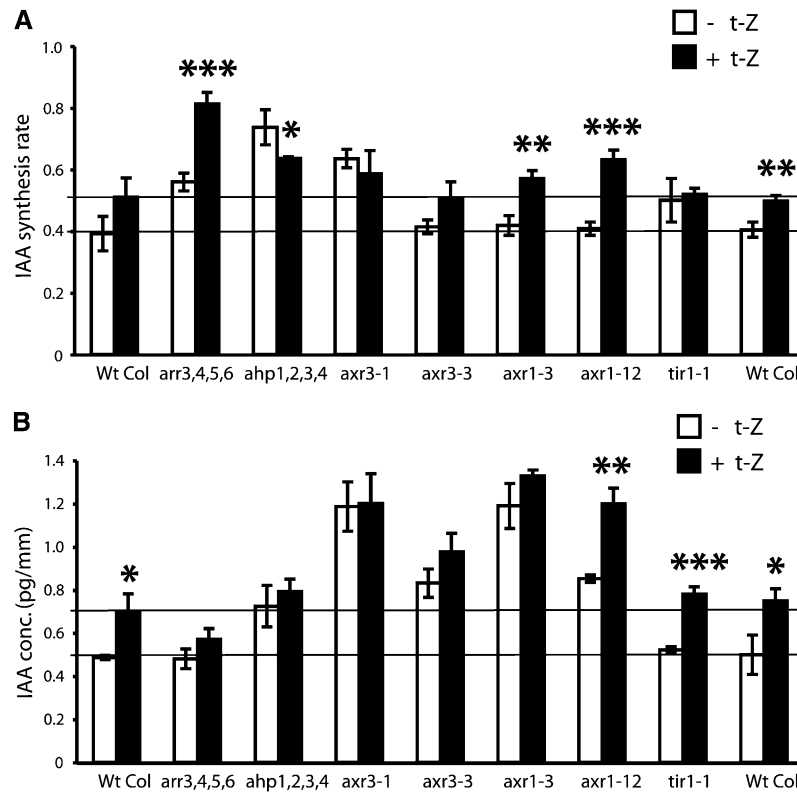 A
- t-Z
+ t-Z
IAA synthesis rate
1.0
0.8
0.6
0.4
0.2
0
***
*
**
***
**
Wt Col arr3,4,5,6 ahp1,2,3,4 axr3-1 axr3-3 axr1-3 axr1-12 tir1-1 Wt Col
B
- t-Z
+ t-Z
IAA conc. (pg/mm)
1.4
1.2
1.0
0.8
0.6
0.4
0.2
0
*
**
***
*
Wt Col arr3,4,5,6 ahp1,2,3,4 axr3-1 axr3-3 axr1-3 axr1-12 tir1-1 Wt Col